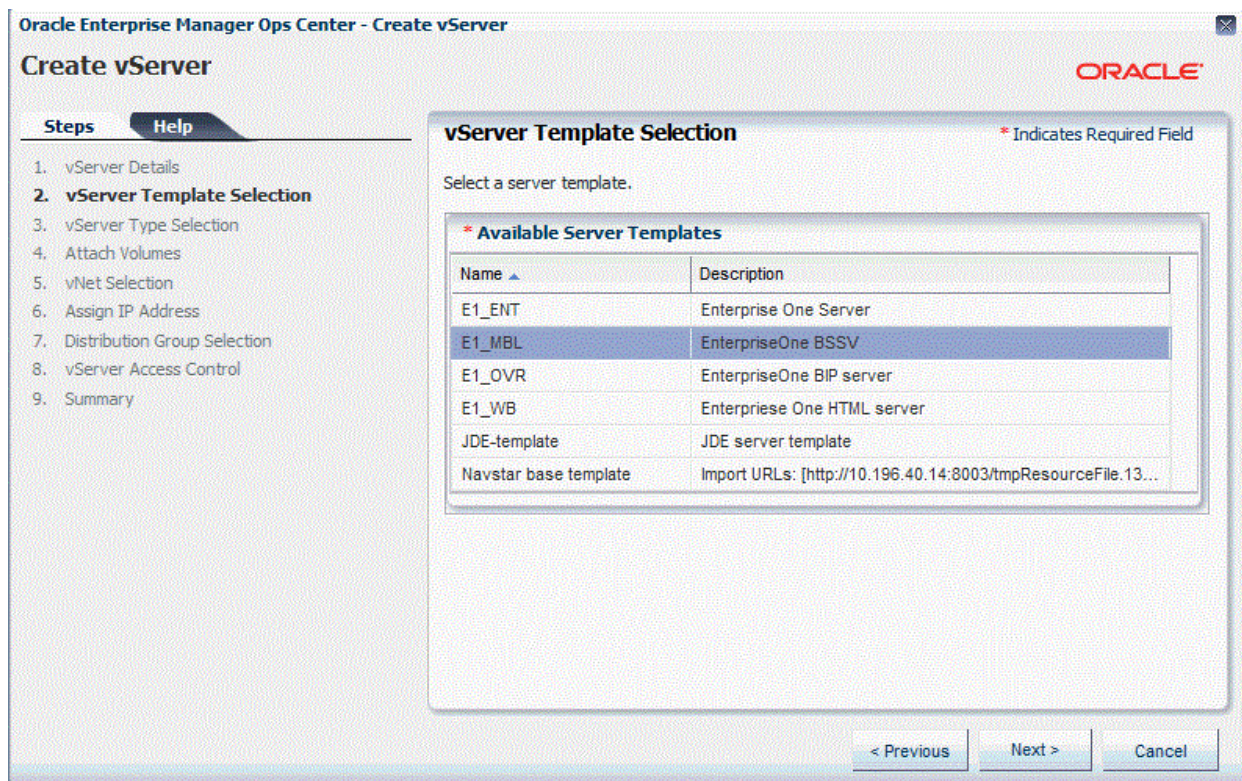 Oracle Enterprise Manager Ops Center - Create vServer
Create vServer
ORACLE
Steps
Help
1. vServer Details
2. vServer Template Selection
3. vServer Type Selection
4. Attach Volumes
5. vNet Selection
6. Assign IP Address
7. Distribution Group Selection
8. vServer Access Control
9. Summary
vServer Template Selection
* Indicates Required Field
Select a server template.
* Available Server Templates
Name Description
E1_ENT Enterprise One Server
E1_MBL EnterpriseOne BSSV
E1_OVR EnterpriseOne BIP server
E1_WB Enterpriese One HTML server
JDE-template JDE server template
Navstar base template Import URLs: [http://10.196.40.14:8003/tmpResourceFile.13...
< Previous Next > Cancel